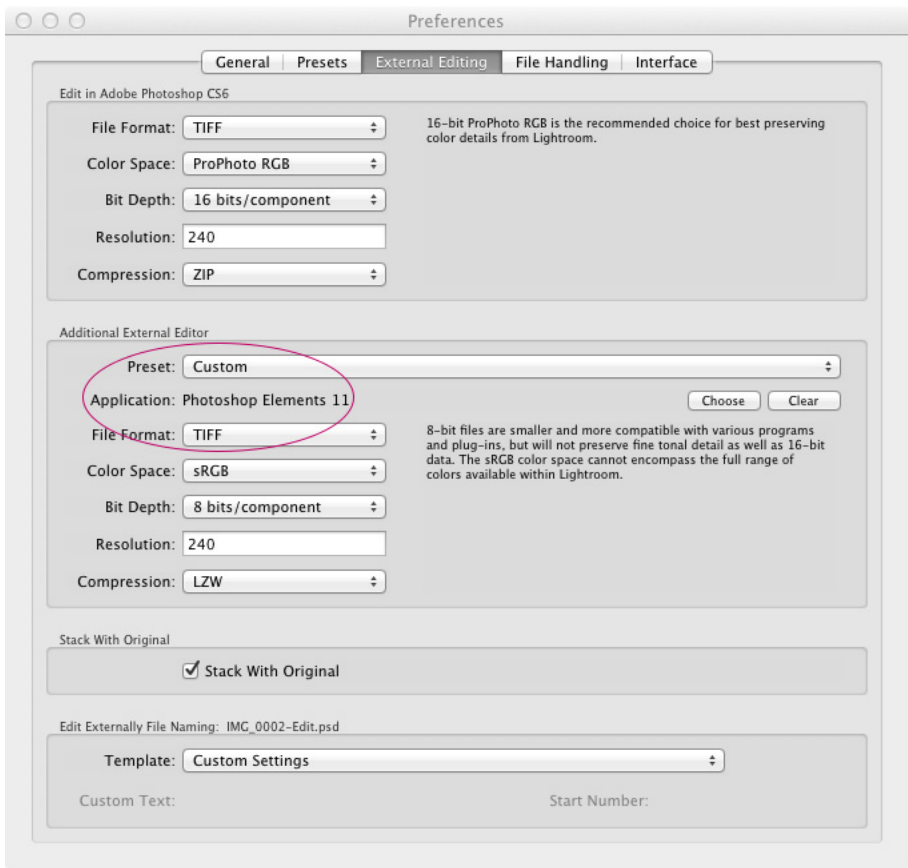 Preferences
General Presets External Editing File Handling Interface
Edit in Adobe Photoshop CS6
File Format: TIFF
16-bit ProPhoto RGB is the recommended choice for best preserving
color details from Lightroom.
Color Space: ProPhoto RGB
Bit Depth: 16 bits/component
Resolution: 240
Compression: ZIP
Additional External Editor
Preset: Custom
Application: Photoshop Elements 11 Choose Clear
File Format: TIFF
8-bit files are smaller and more compatible with various programs
and plug-ins, but will not preserve fine tonal detail as well as 16-bit
data. The sRGB color space cannot encompass the full range of
colors available within Lightroom.
Color Space: sRGB
Bit Depth: 8 bits/component
Resolution: 240
Compression: LZW
Stack With Original
Stack With Original
Edit Externally File Naming: IMG_0002-Edit.psd
Template: Custom Settings
Custom Text: Start Number: